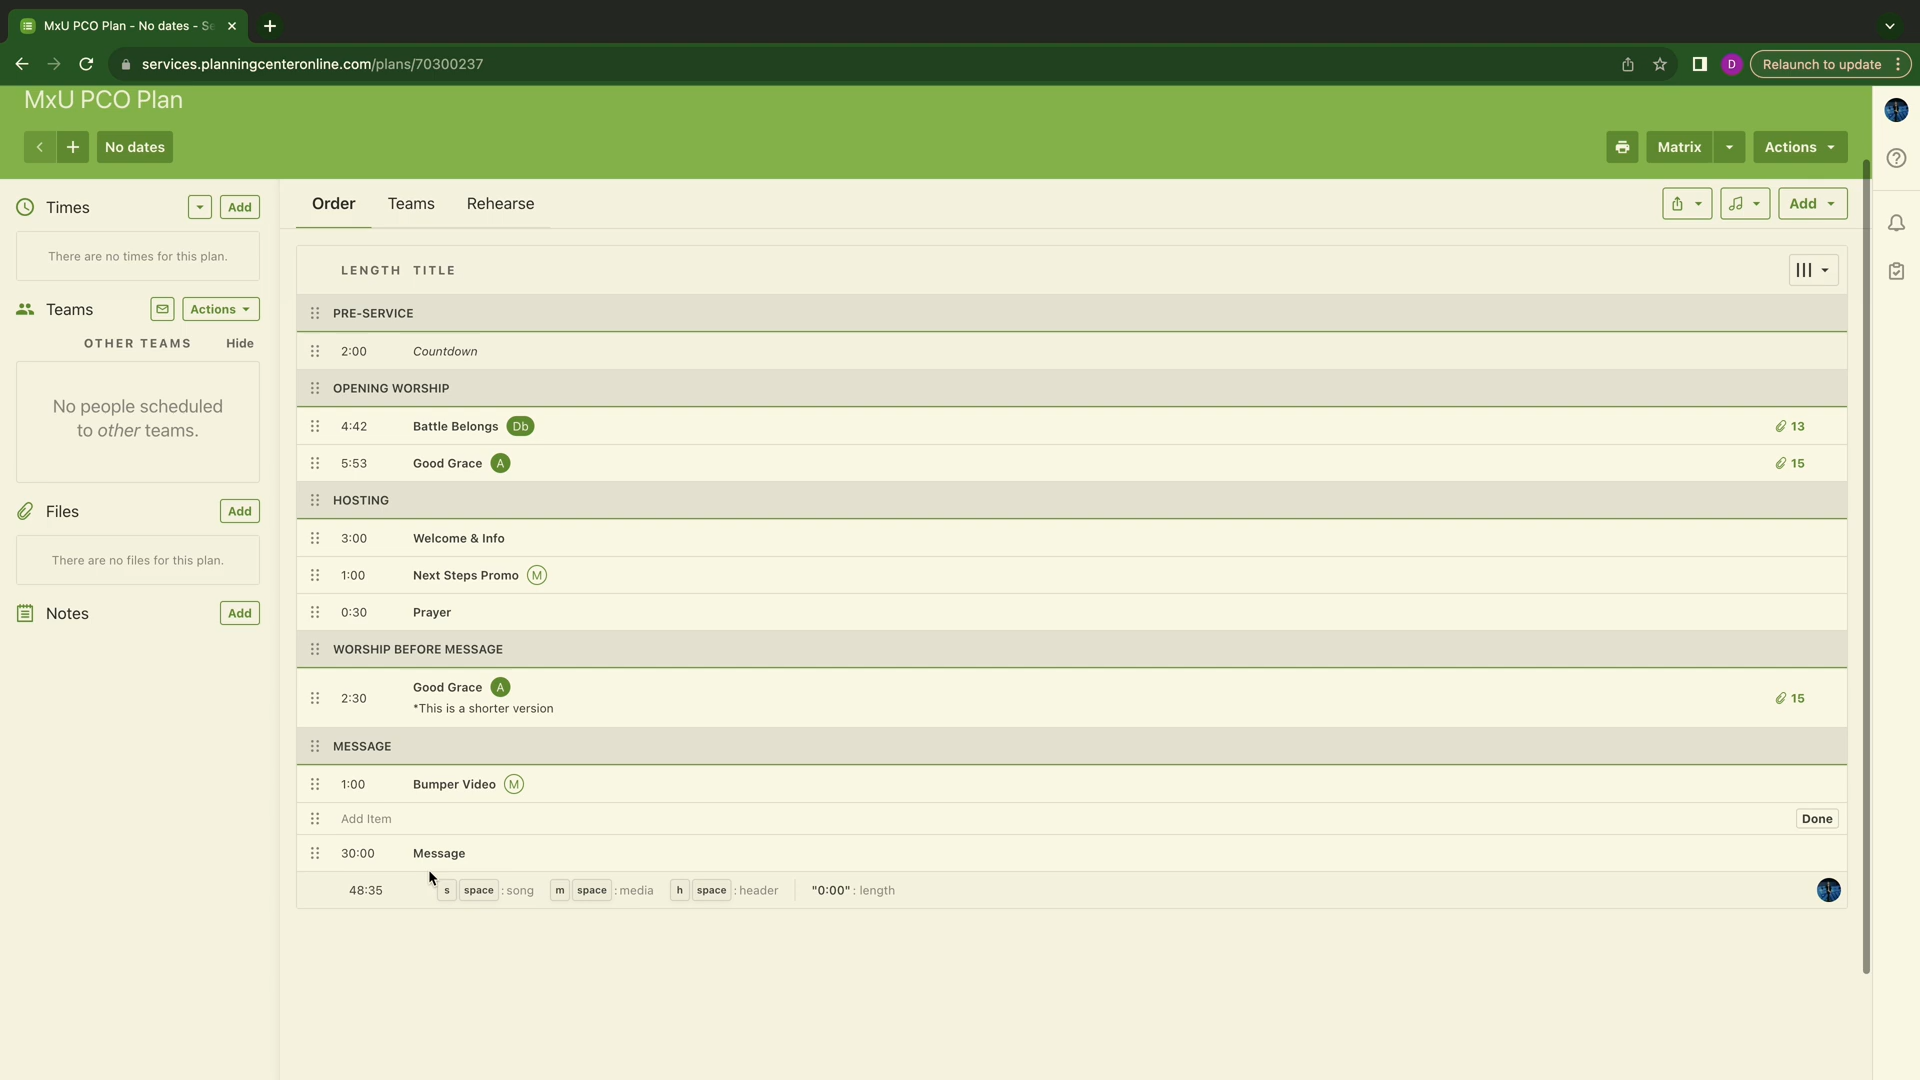 MxU PCO Plan - No dates - Se
services.planningcenteronline.com/plans/70300237
D
Relaunch to update
MxU PCO Plan
No dates
Matrix
Actions
Times
Add
There are no times for this plan.
Teams
Actions
OTHER TEAMS
Hide
No people scheduled
to other teams.
Files
Add
There are no files for this plan.
Notes
Add
Order
Teams
Rehearse
Add
LENGTH TITLE
PRE-SERVICE
2:00 Countdown
OPENING WORSHIP
4:42 Battle Belongs Db 13
5:53 Good Grace A 15
HOSTING
3:00 Welcome & Info
1:00 Next Steps Promo M
0:30 Prayer
WORSHIP BEFORE MESSAGE
2:30 Good Grace A 15
*This is a shorter version
MESSAGE
1:00 Bumper Video M
Add Item Done
30:00 Message
48:35 s space : song m space : media h space : header "0:00" : length